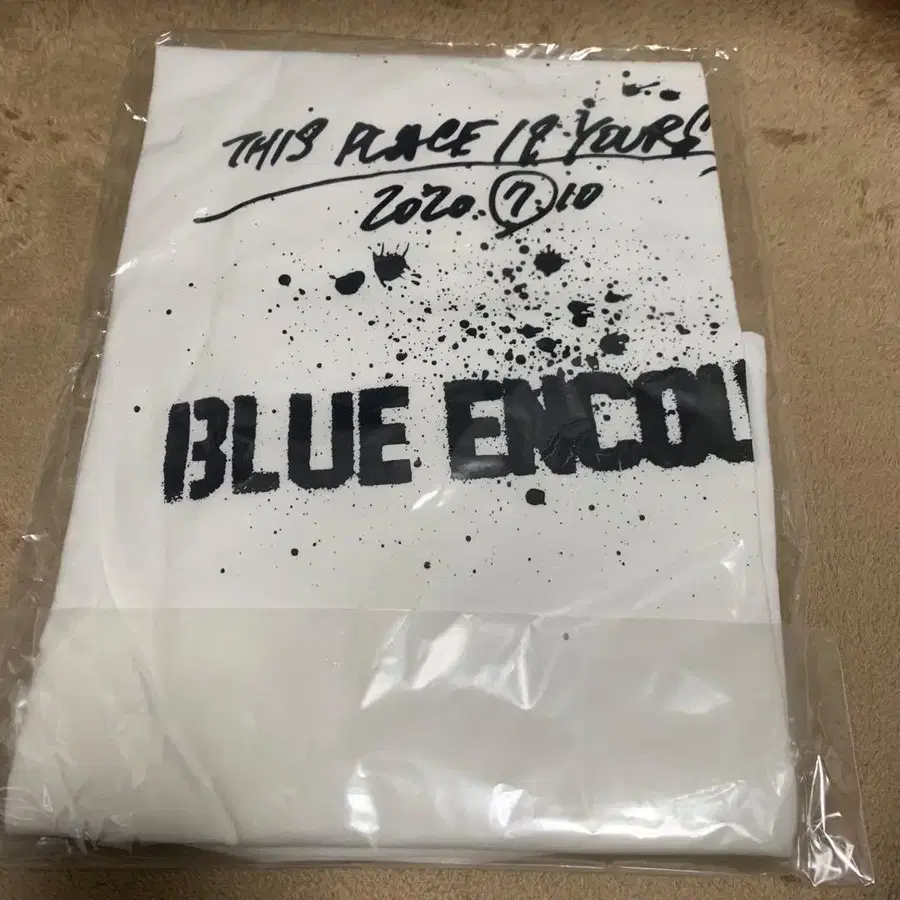 THIS PLACE IS YOURS
2020.7.10
BLUE ENCOU